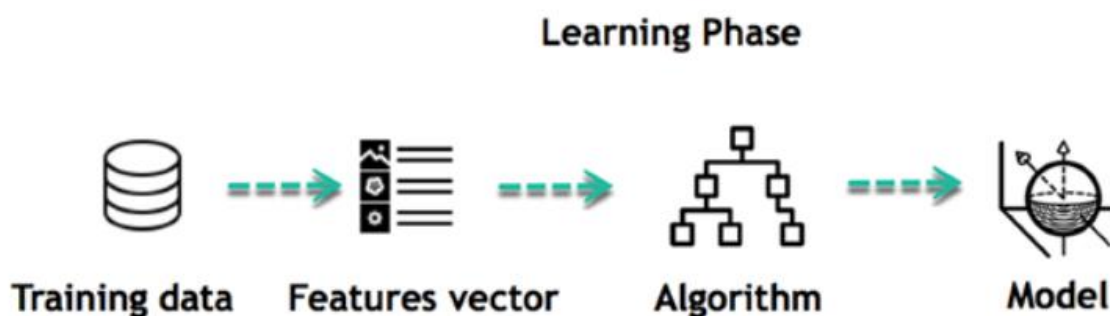 Learning Phase
Training data
Features vector
Algorithm
Model